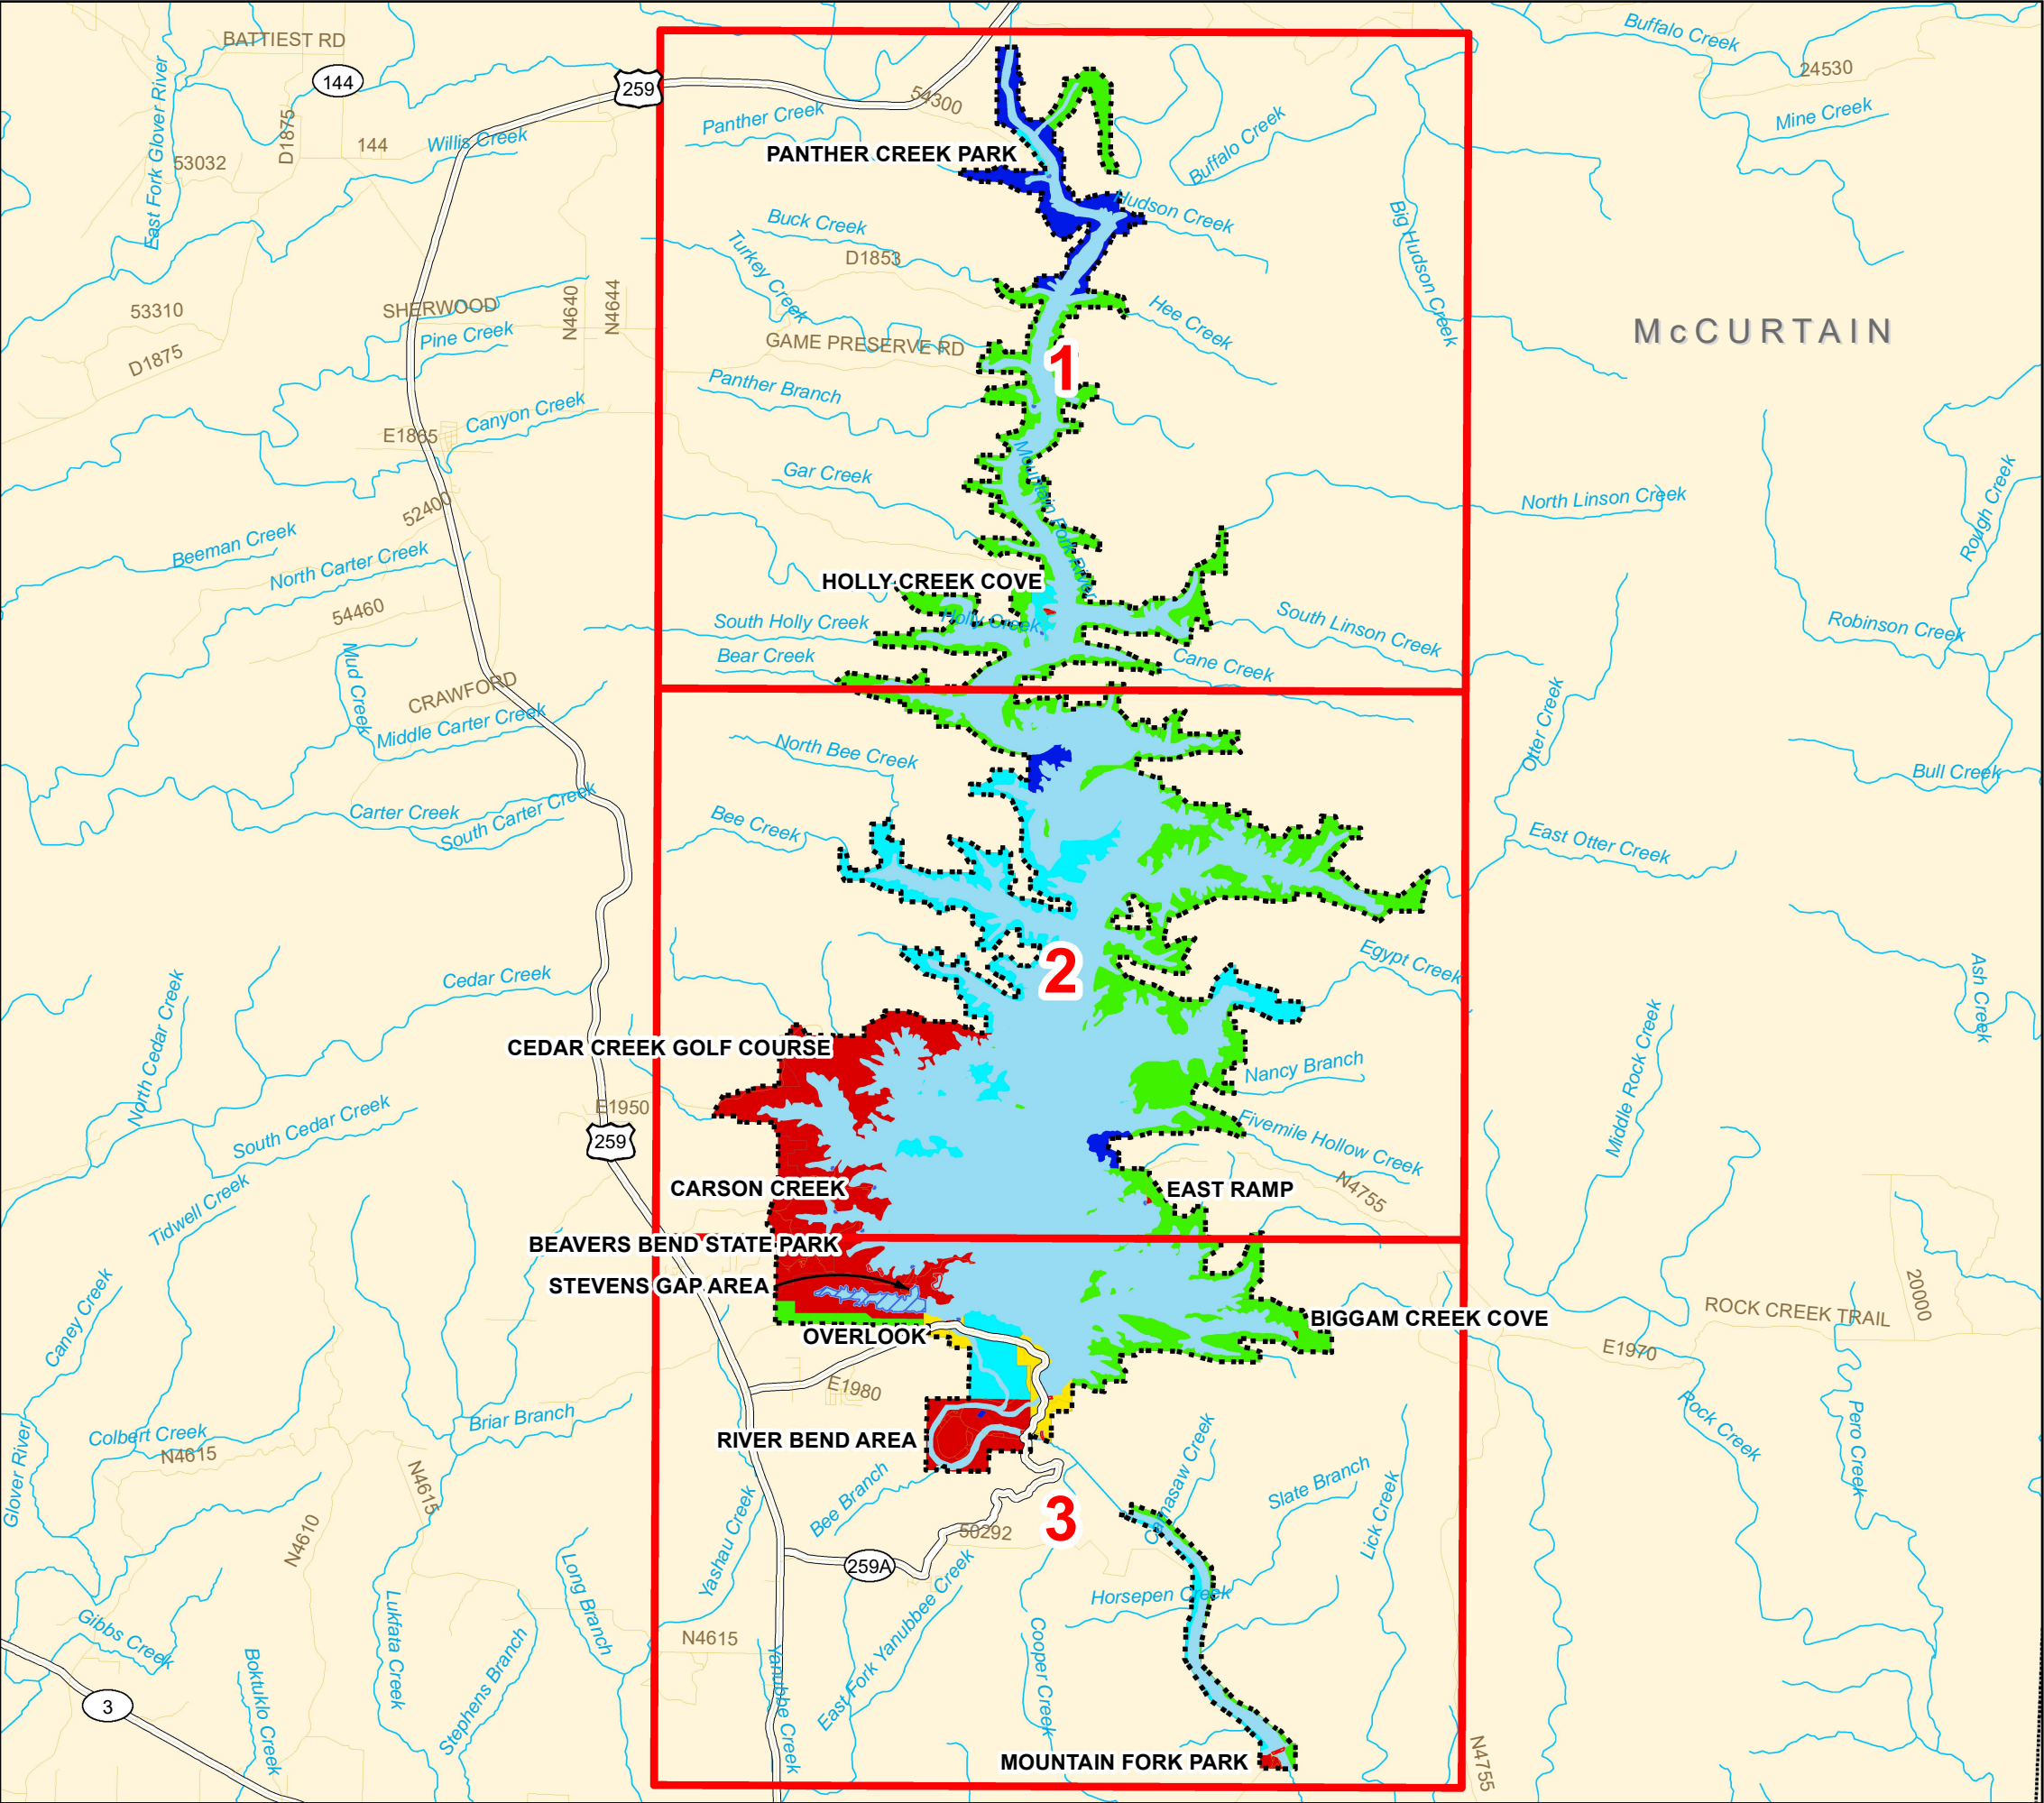 BATTIEST RD
144
259
54300
Buffalo Creek
24530
Mine Creek
East Fork Glover River
D1875
144
Willis Creek
53032
Panther Creek
PANTHER CREEK PARK
Buffalo Creek
Hudson Creek
Big Hudson Creek
Buck Creek
Turkey Creek
D1853
53310
SHERWOOD
N4640
N4644
Pine Creek
D1875
Hee Creek
McCURTAIN
GAME PRESERVE RD
1
Panther Branch
Canyon Creek
E1865
Mountain Fork River
Gar Creek
North Linson Creek
Rough Creek
52400
Beeman Creek
North Carter Creek
54460
HOLLY CREEK COVE
South Holly Creek
Holly Creek
South Linson Creek
Robinson Creek
Bear Creek
Cane Creek
Mud Creek
CRAWFORD
Middle Carter Creek
Otter Creek
North Bee Creek
Bull Creek
Carter Creek
South Carter Creek
Bee Creek
East Otter Creek
2
Egypt Creek
Ash Creek
Cedar Creek
North Cedar Creek
CEDAR CREEK GOLF COURSE
Nancy Branch
Middle Rock Creek
E1950
South Cedar Creek
259
Fivemile Hollow Creek
Tidwell Creek
CARSON CREEK
EAST RAMP
N4755
BEAVERS BEND STATE PARK
STEVENS GAP AREA
Caney Creek
OVERLOOK
BIGGAM CREEK COVE
ROCK CREEK TRAIL
20000
E1970
E1980
Rock Creek
Pero Creek
Briar Branch
Colbert Creek
N4615
Glover River
RIVER BEND AREA
N4615
N4610
Bee Branch
Yashau Creek
3
50292
Slate Branch
Lick Creek
259A
Long Branch
Horsepen Creek
East Fork Yanubbee Creek
Cooper Creek
Gibbs Creek
Lukfata Creek
Stephens Branch
N4615
Yanubbe Creek
Boktuklo Creek
3
MOUNTAIN FORK PARK
N4755